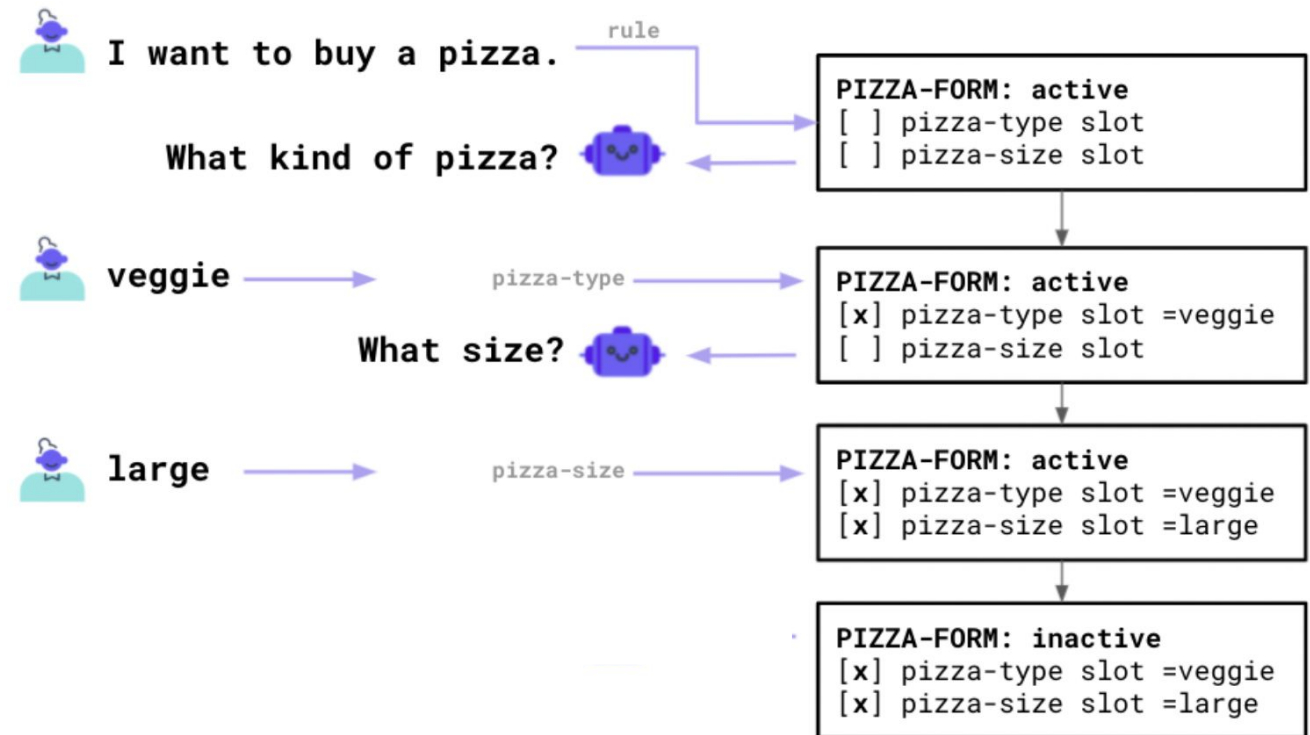 rule
I want to buy a pizza.
PIZZA-FORM: active
[ ] pizza-type slot
[ ] pizza-size slot
What kind of pizza?
veggie
pizza-type
PIZZA-FORM: active
[x] pizza-type slot =veggie
[ ] pizza-size slot
What size?
large
pizza-size
PIZZA-FORM: active
[x] pizza-type slot =veggie
[x] pizza-size slot =large
PIZZA-FORM: inactive
[x] pizza-type slot =veggie
[x] pizza-size slot =large